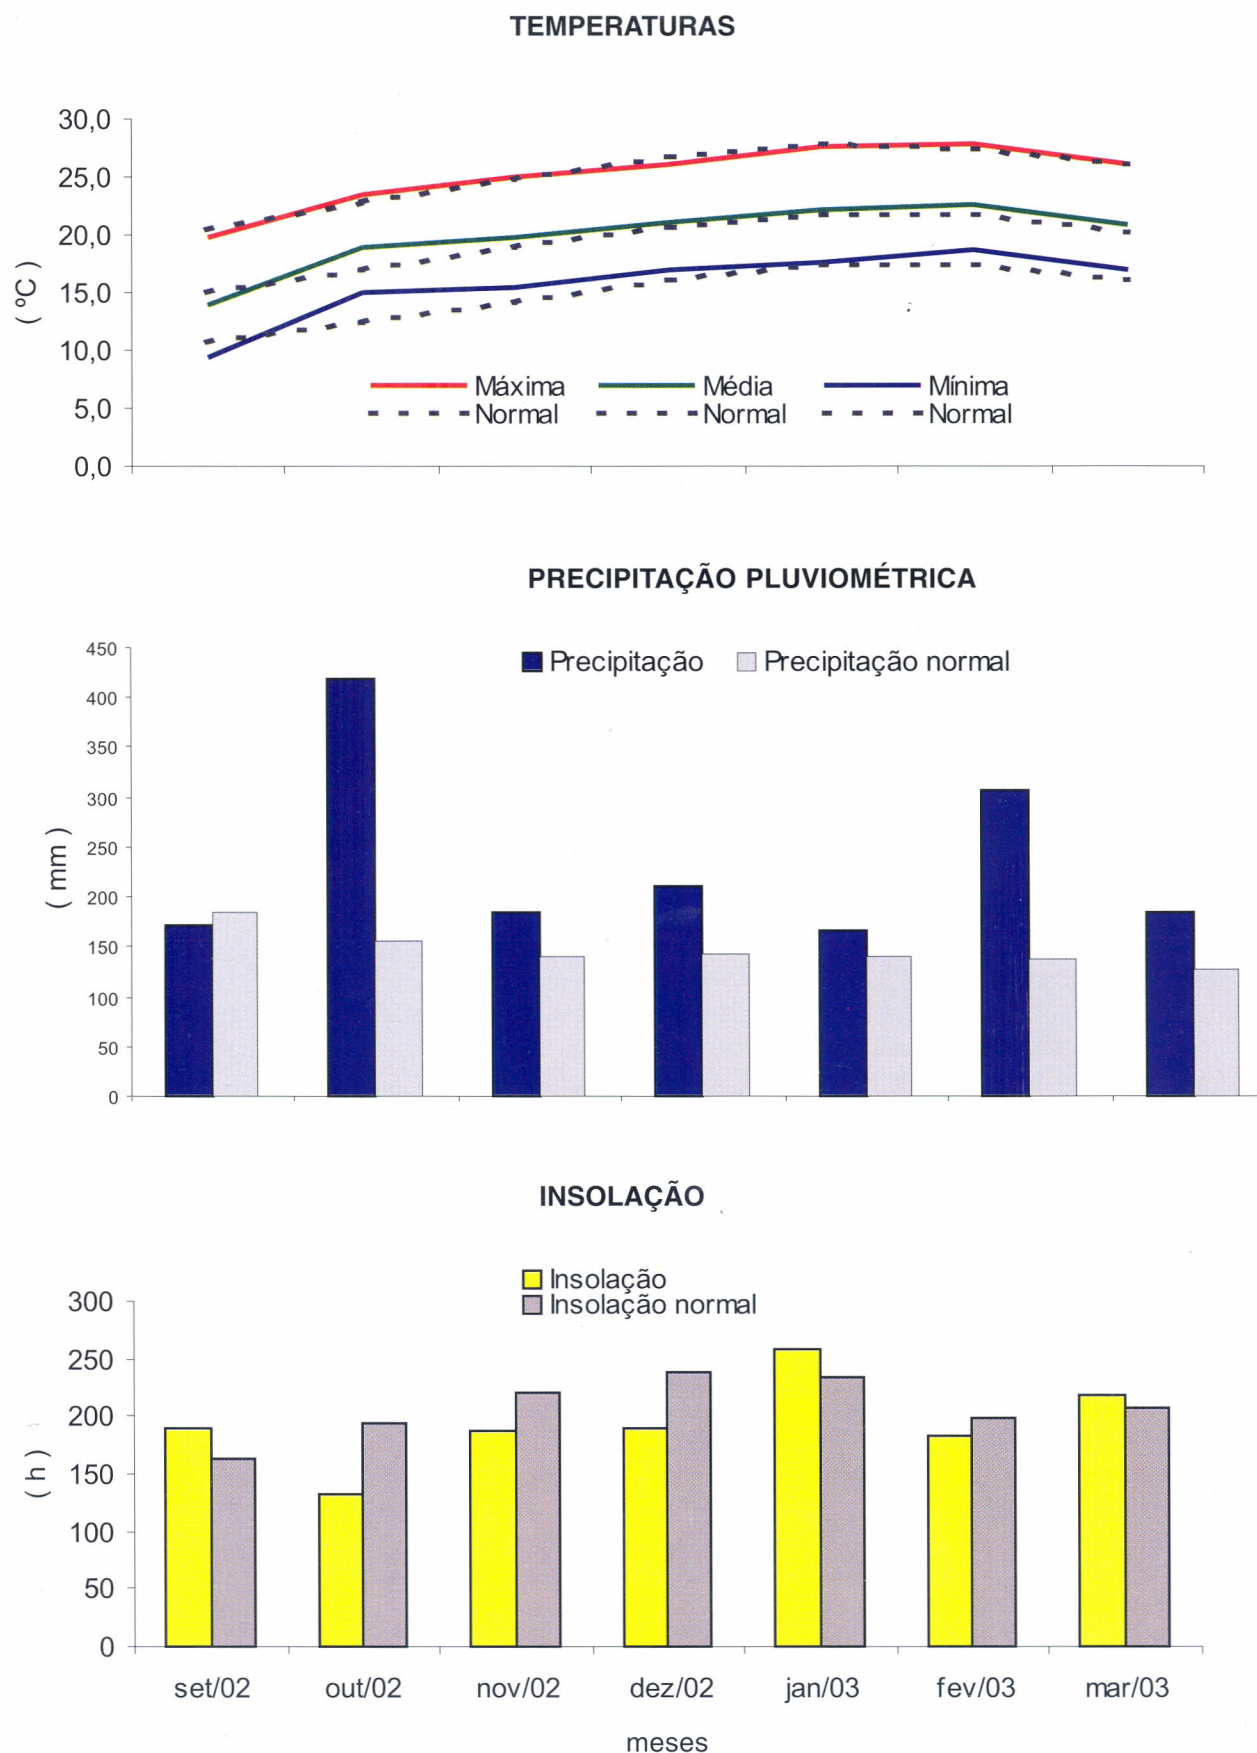 TEMPERATURAS
30,0
25,0
20,0
15,0
10,0
5,0
0,0
( ºC )
Máxima Média Mínima
Normal Normal Normal
PRECIPITAÇÃO PLUVIOMÉTRICA
Precipitação Precipitação normal
450
400
350
300
250
200
150
100
50
0
( mm )
INSOLAÇÃO
Insolação
Insolação normal
300
250
200
150
100
50
0
( h )
set/02 out/02 nov/02 dez/02 jan/03 fev/03 mar/03
meses